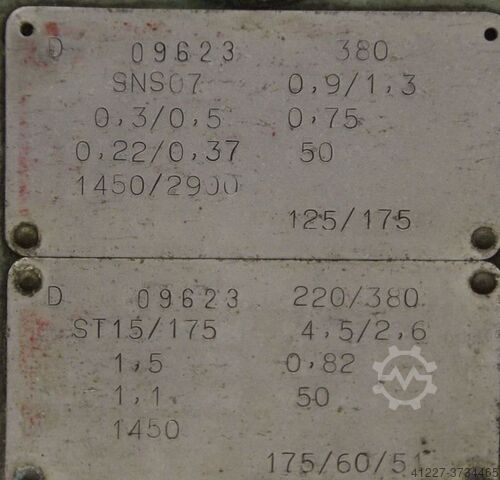 D 09623 380
SNS07 0,9/1,3
0,3/0,5 0,75
0,22/0,37 50
1450/2900
125/175
D 09623 220/380
ST15/175 4,5/2,6
1,5 0,82
1,1 50
1450
175/60/51
41227-3734465